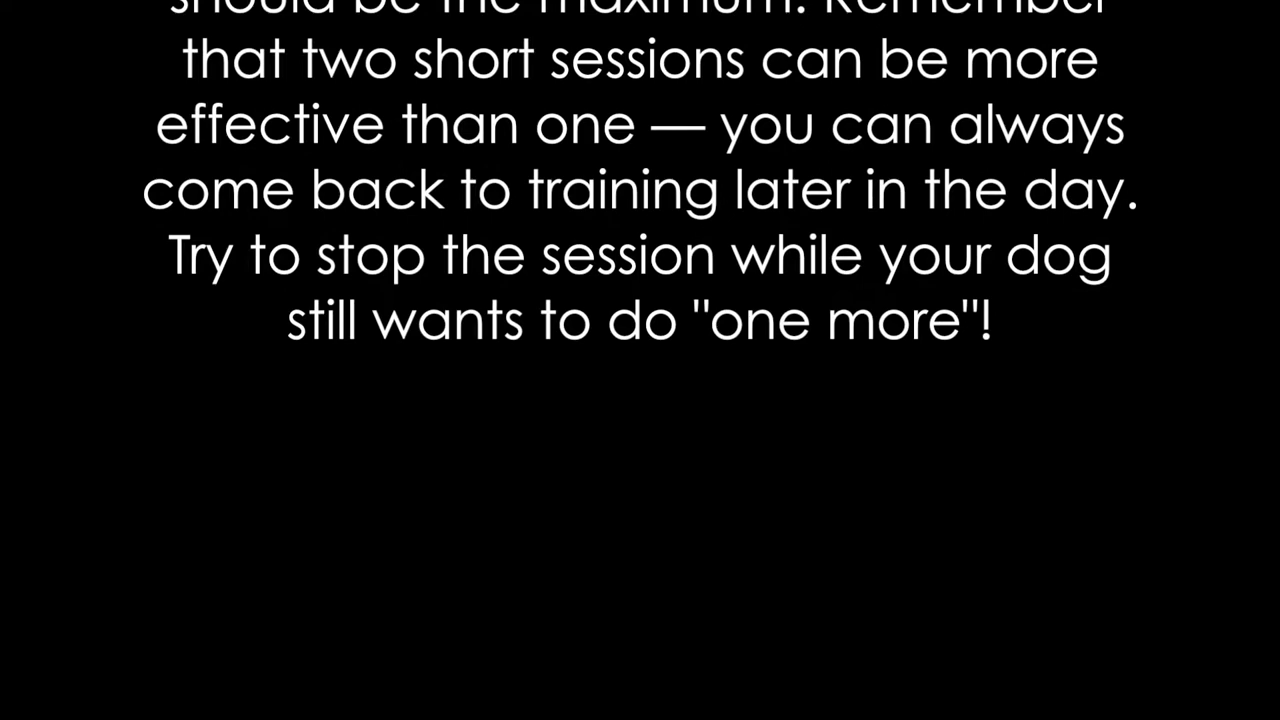 should be the maximum. Remember
that two short sessions can be more
effective than one — you can always
come back to training later in the day.
Try to stop the session while your dog
still wants to do "one more"!